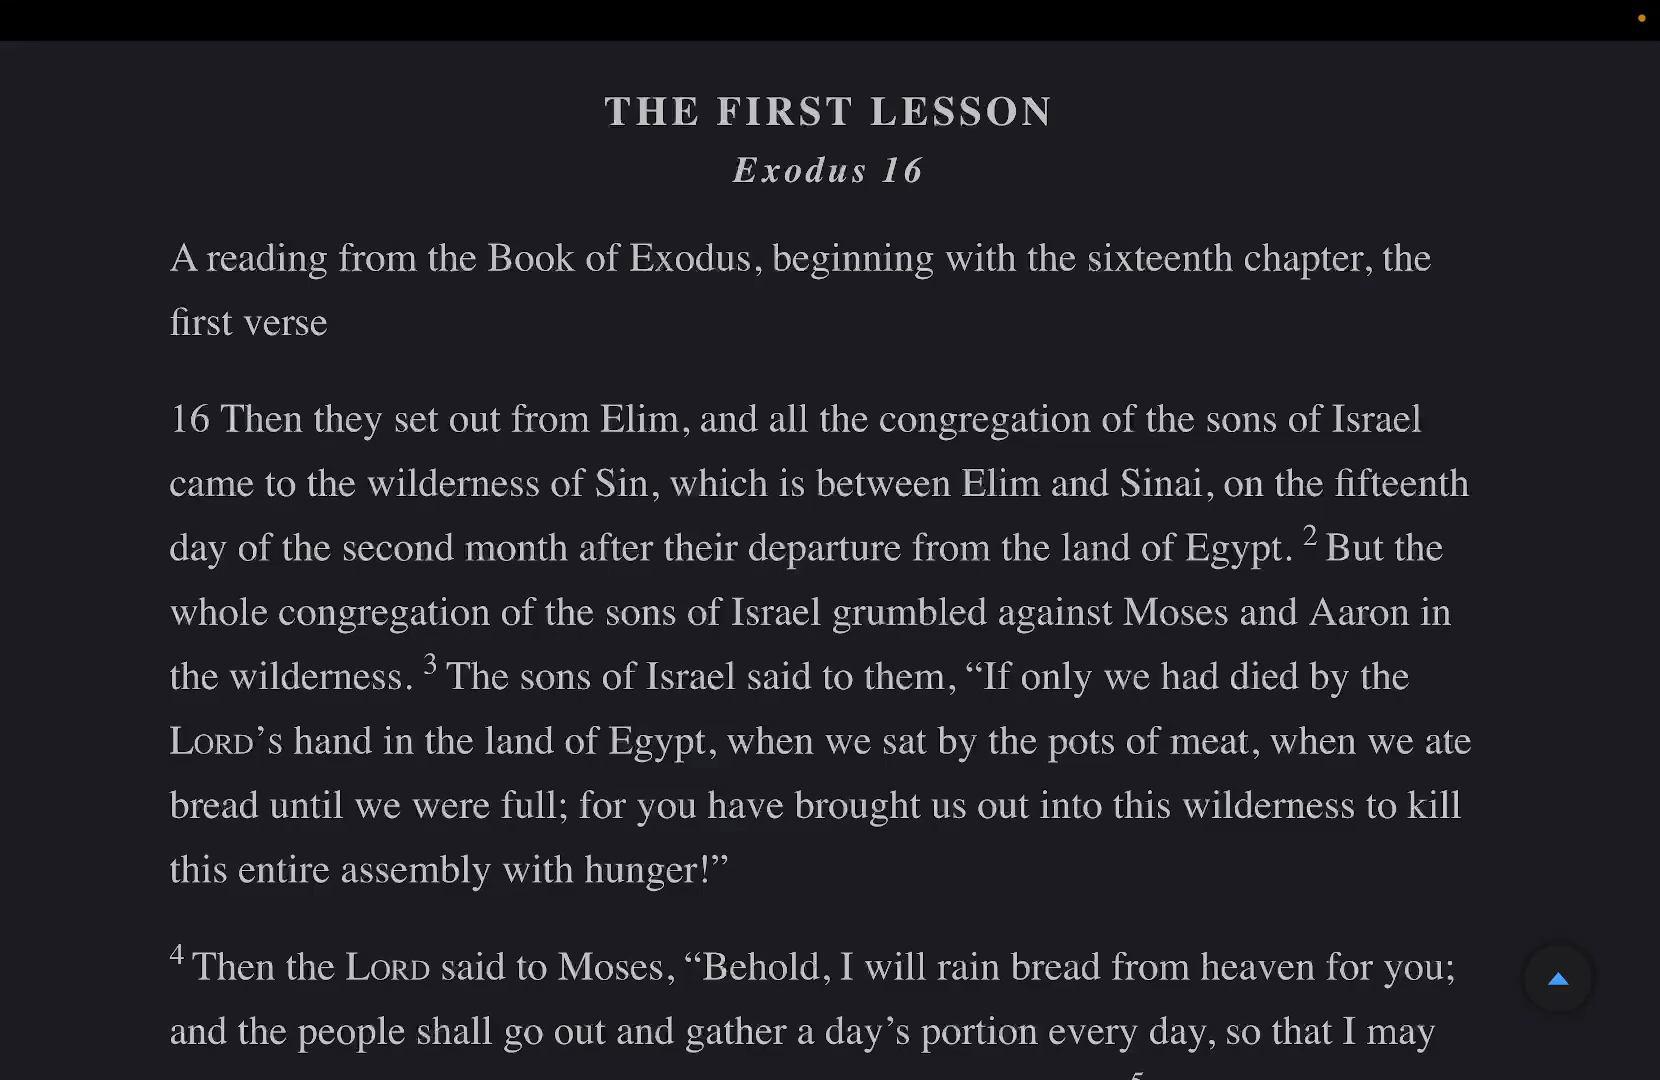 THE FIRST LESSON
Exodus 16
A reading from the Book of Exodus, beginning with the sixteenth chapter, the
first verse
16 Then they set out from Elim, and all the congregation of the sons of Israel
came to the wilderness of Sin, which is between Elim and Sinai, on the fifteenth
day of the second month after their departure from the land of Egypt. 2 But the
whole congregation of the sons of Israel grumbled against Moses and Aaron in
the wilderness. 3 The sons of Israel said to them, “If only we had died by the
LORD’s hand in the land of Egypt, when we sat by the pots of meat, when we ate
bread until we were full; for you have brought us out into this wilderness to kill
this entire assembly with hunger!”
4 Then the LORD said to Moses, “Behold, I will rain bread from heaven for you;
and the people shall go out and gather a day’s portion every day, so that I may
5